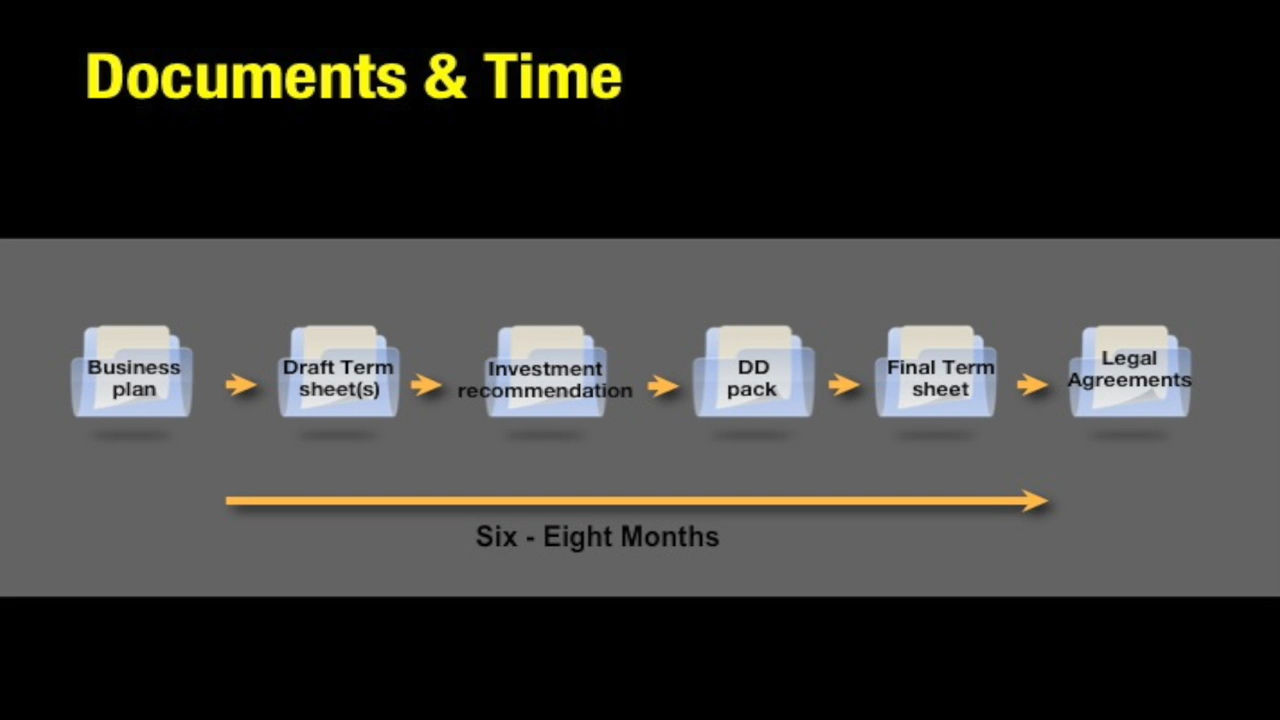 Documents & Time
Business
plan
Draft Term
sheet(s)
Investment
recommendation
DD
pack
Final Term
sheet
Legal
Agreements
Six - Eight Months